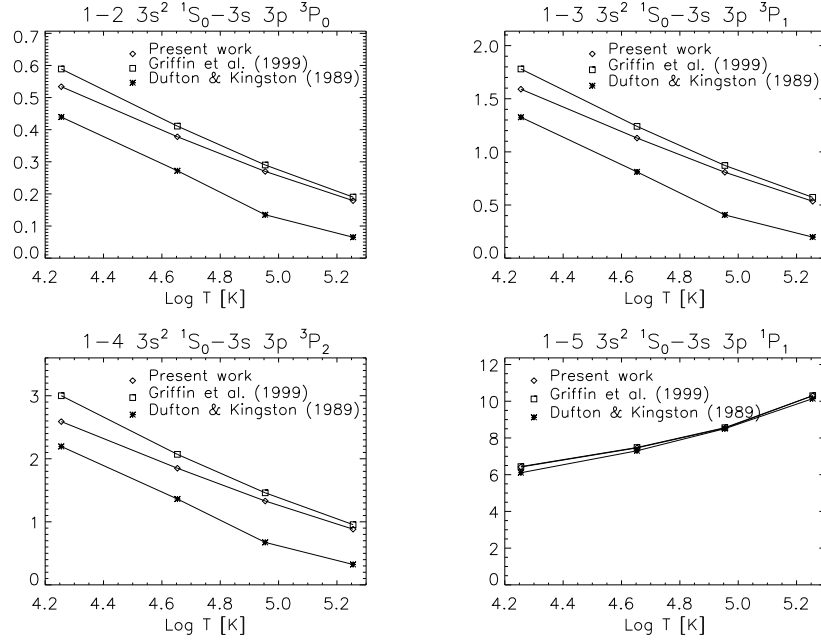 1−2 3s² ¹S₀−3s 3p ³P₀
Present work
Griffin et al. (1999)
Dufton & Kingston (1989)
0.7
0.6
0.5
0.4
0.3
0.2
0.1
0.0
4.2 4.4 4.6 4.8 5.0 5.2
Log T [K]
1−3 3s² ¹S₀−3s 3p ³P₁
Present work
Griffin et al. (1999)
Dufton & Kingston (1989)
2.0
1.5
1.0
0.5
0.0
4.2 4.4 4.6 4.8 5.0 5.2
Log T [K]
1−4 3s² ¹S₀−3s 3p ³P₂
Present work
Griffin et al. (1999)
Dufton & Kingston (1989)
3
2
1
0
4.2 4.4 4.6 4.8 5.0 5.2
Log T [K]
1−5 3s² ¹S₀−3s 3p ¹P₁
Present work
Griffin et al. (1999)
Dufton & Kingston (1989)
12
10
8
6
4
2
0
4.2 4.4 4.6 4.8 5.0 5.2
Log T [K]